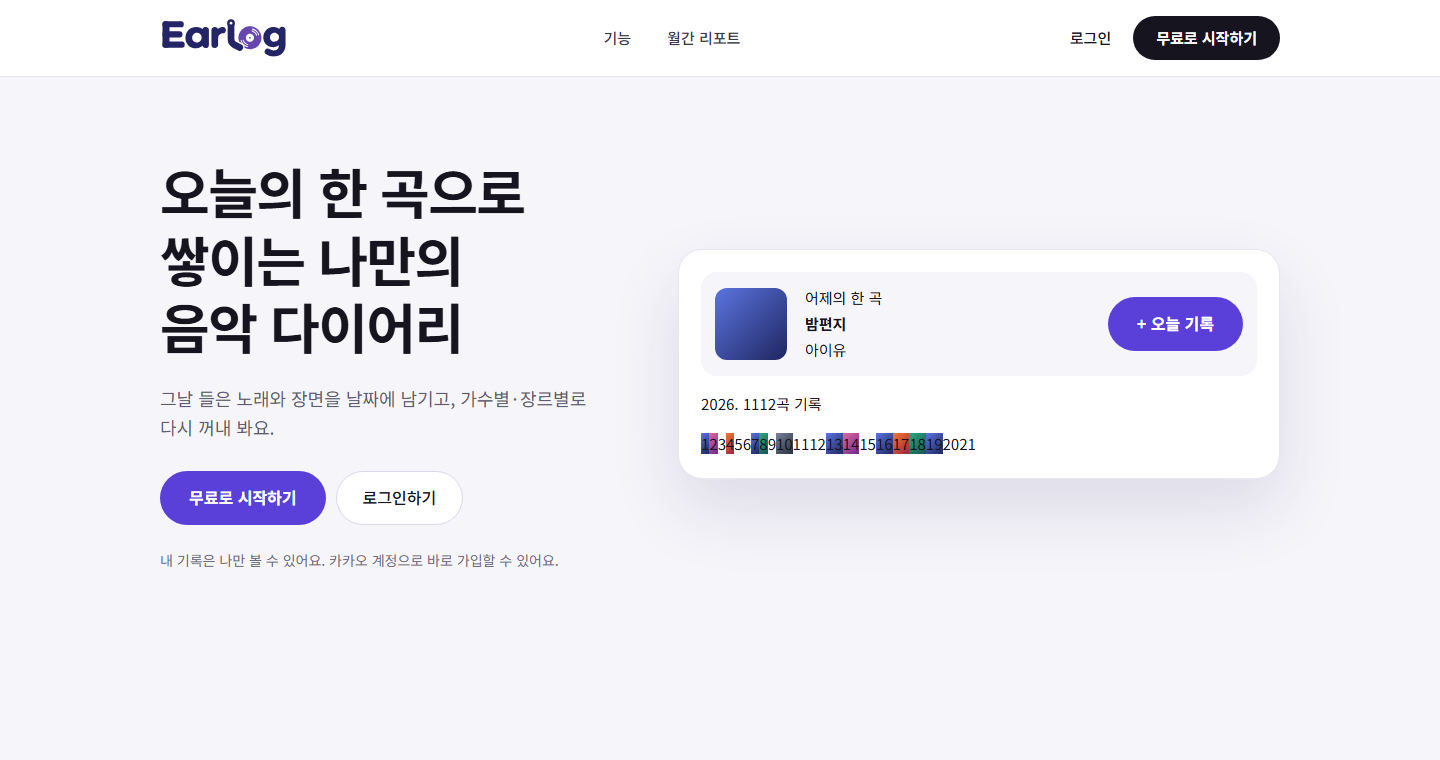 Earlog
기능
월간 리포트
로그인
무료로 시작하기
오늘의 한 곡으로
쌓이는 나만의
음악 다이어리
그날 들은 노래와 장면을 날짜에 남기고, 가수별·장르별로
다시 꺼내 봐요.
무료로 시작하기
로그인하기
내 기록은 나만 볼 수 있어요. 카카오 계정으로 바로 가입할 수 있어요.
어제의 한 곡
밤편지
아이유
+ 오늘 기록
2026. 1112곡 기록
123456789101112131415161718192021